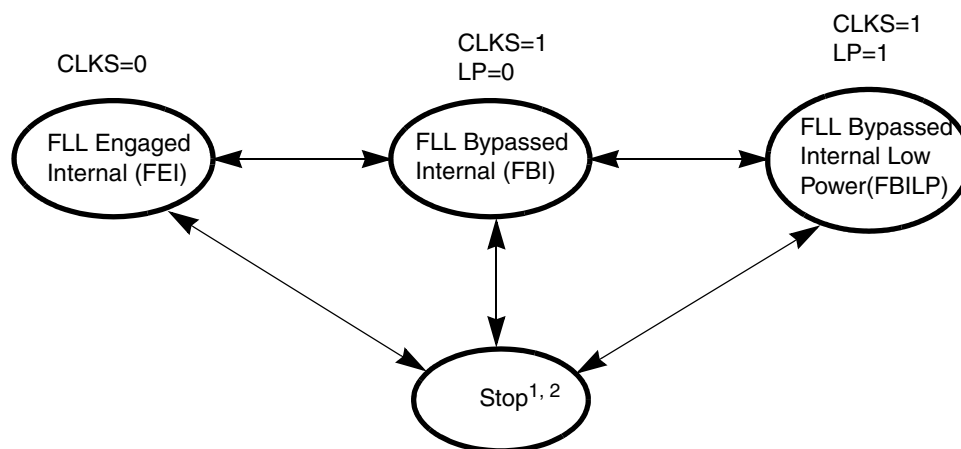 CLKS=0
CLKS=1
LP=0
CLKS=1
LP=1
FLL Engaged
Internal (FEI)
FLL Bypassed
Internal (FBI)
FLL Bypassed
Internal Low
Power(FBILP)
Stop1, 2